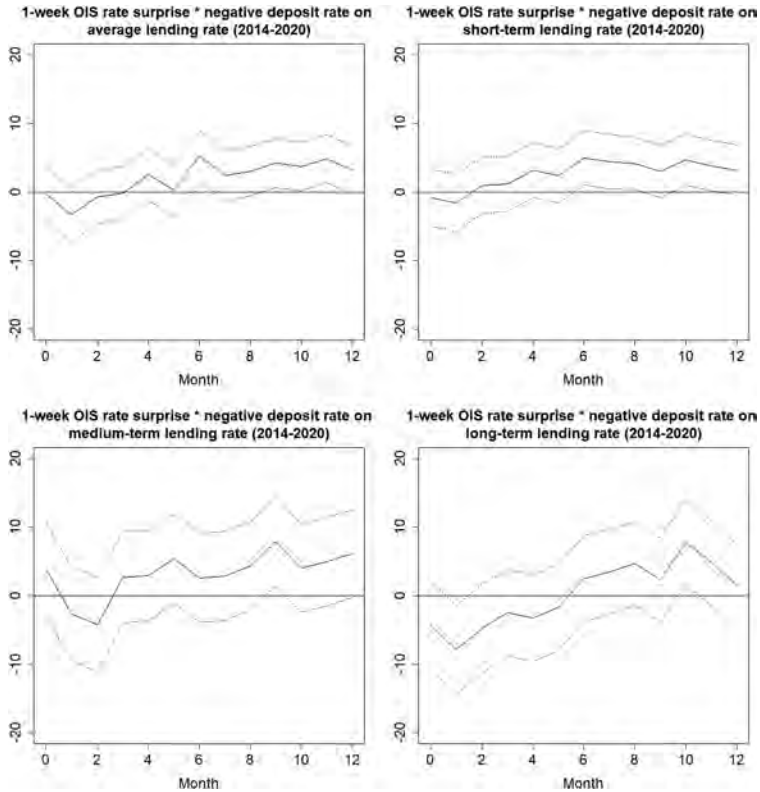 1-week OIS rate surprise * negative deposit rate on
average lending rate (2014-2020)
20
10
0
-10
-20
0 2 4 6 8 10 12
Month
1-week OIS rate surprise * negative deposit rate on
short-term lending rate (2014-2020)
20
10
0
-10
-20
0 2 4 6 8 10 12
Month
1-week OIS rate surprise * negative deposit rate on
medium-term lending rate (2014-2020)
20
10
0
-10
-20
0 2 4 6 8 10 12
Month
1-week OIS rate surprise * negative deposit rate on
long-term lending rate (2014-2020)
20
10
0
-10
-20
0 2 4 6 8 10 12
Month